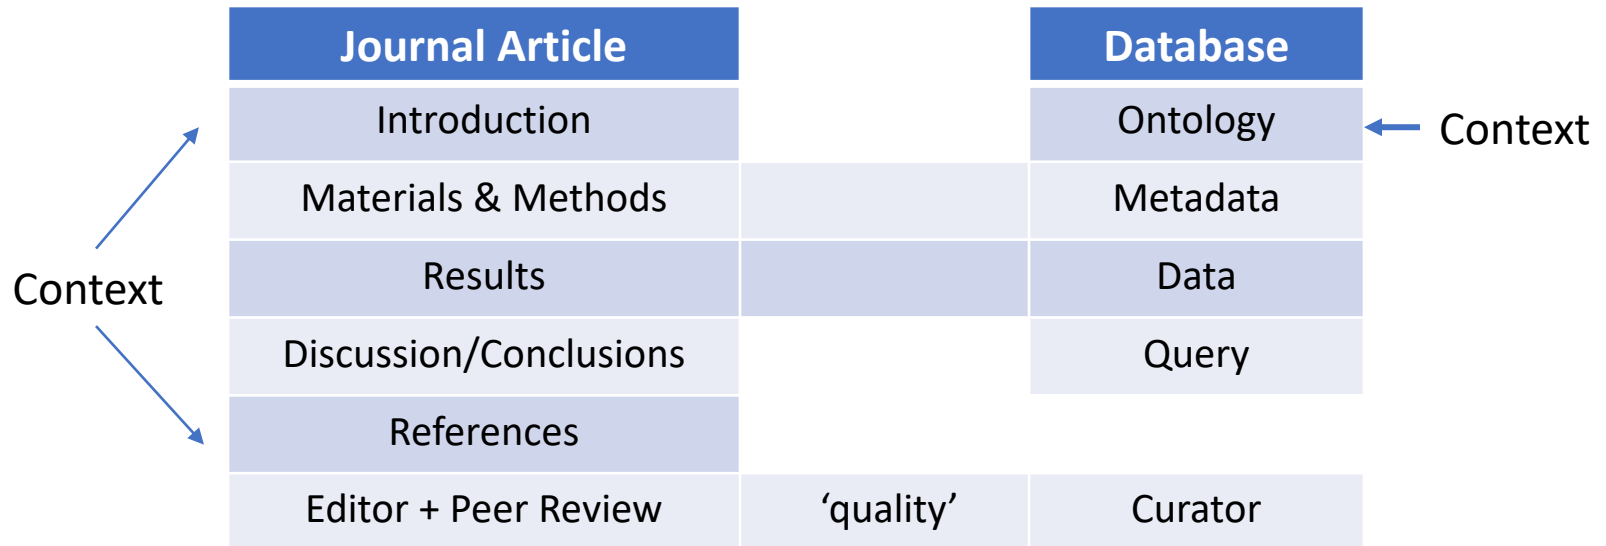 Journal Article
Database
Introduction
Ontology
Context
Materials & Methods
Metadata
Context
Results
Data
Discussion/Conclusions
Query
References
Editor + Peer Review
‘quality’
Curator